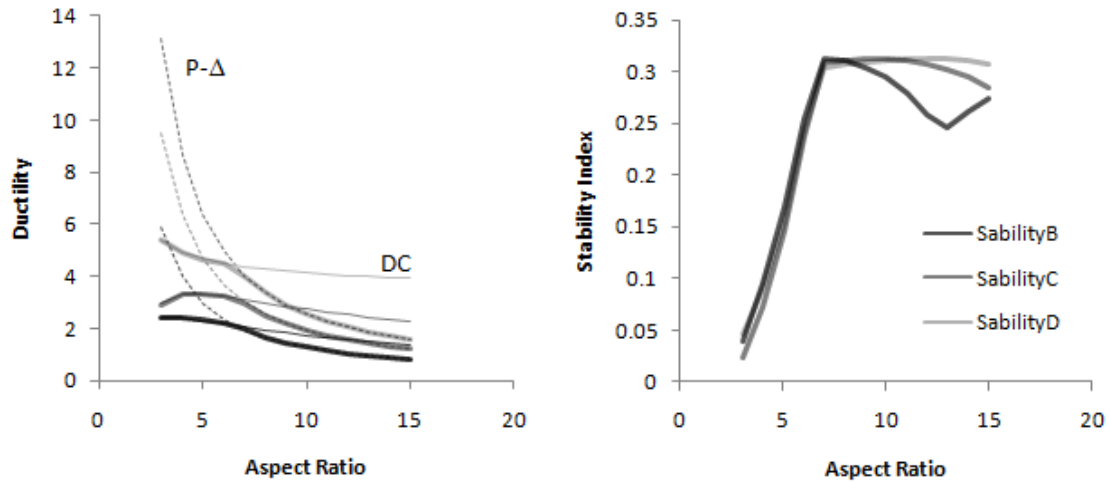 14
12
10
8
6
4
2
0
Ductility
P-Δ
DC
0
5
10
15
20
Aspect Ratio
0.35
0.3
0.25
0.2
0.15
0.1
0.05
0
Stability Index
SabilityB
SabilityC
SabilityD
0
5
10
15
20
Aspect Ratio